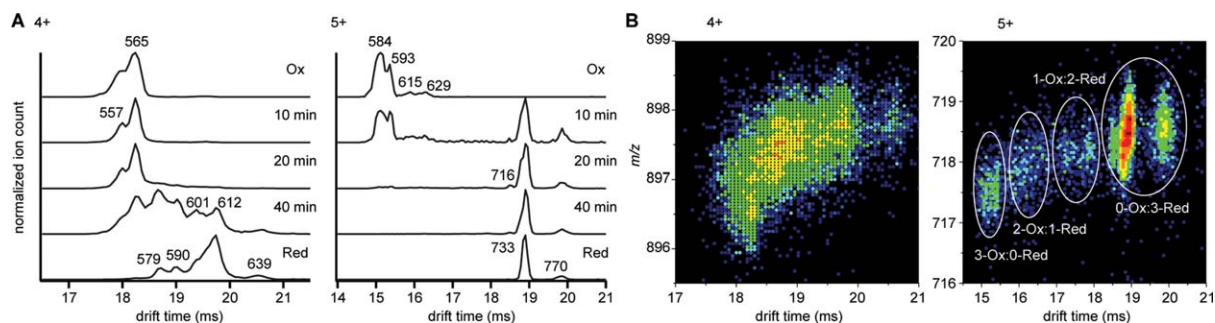 A
4+
565
Ox
557
10 min
20 min
601
612
40 min
579
590
639
Red
normalized ion count
17 18 19 20 21
drift time (ms)
5+
584
593
615
629
Ox
10 min
716
20 min
40 min
733
770
Red
14 15 16 17 18 19 20 21
drift time (ms)
B
4+
899
898
897
896
m/z
17 18 19 20 21
drift time (ms)
5+
720
719
718
717
716
1-Ox:2-Red
0-Ox:3-Red
2-Ox:1-Red
3-Ox:0-Red
15 16 17 18 19 20 21
drift time (ms)